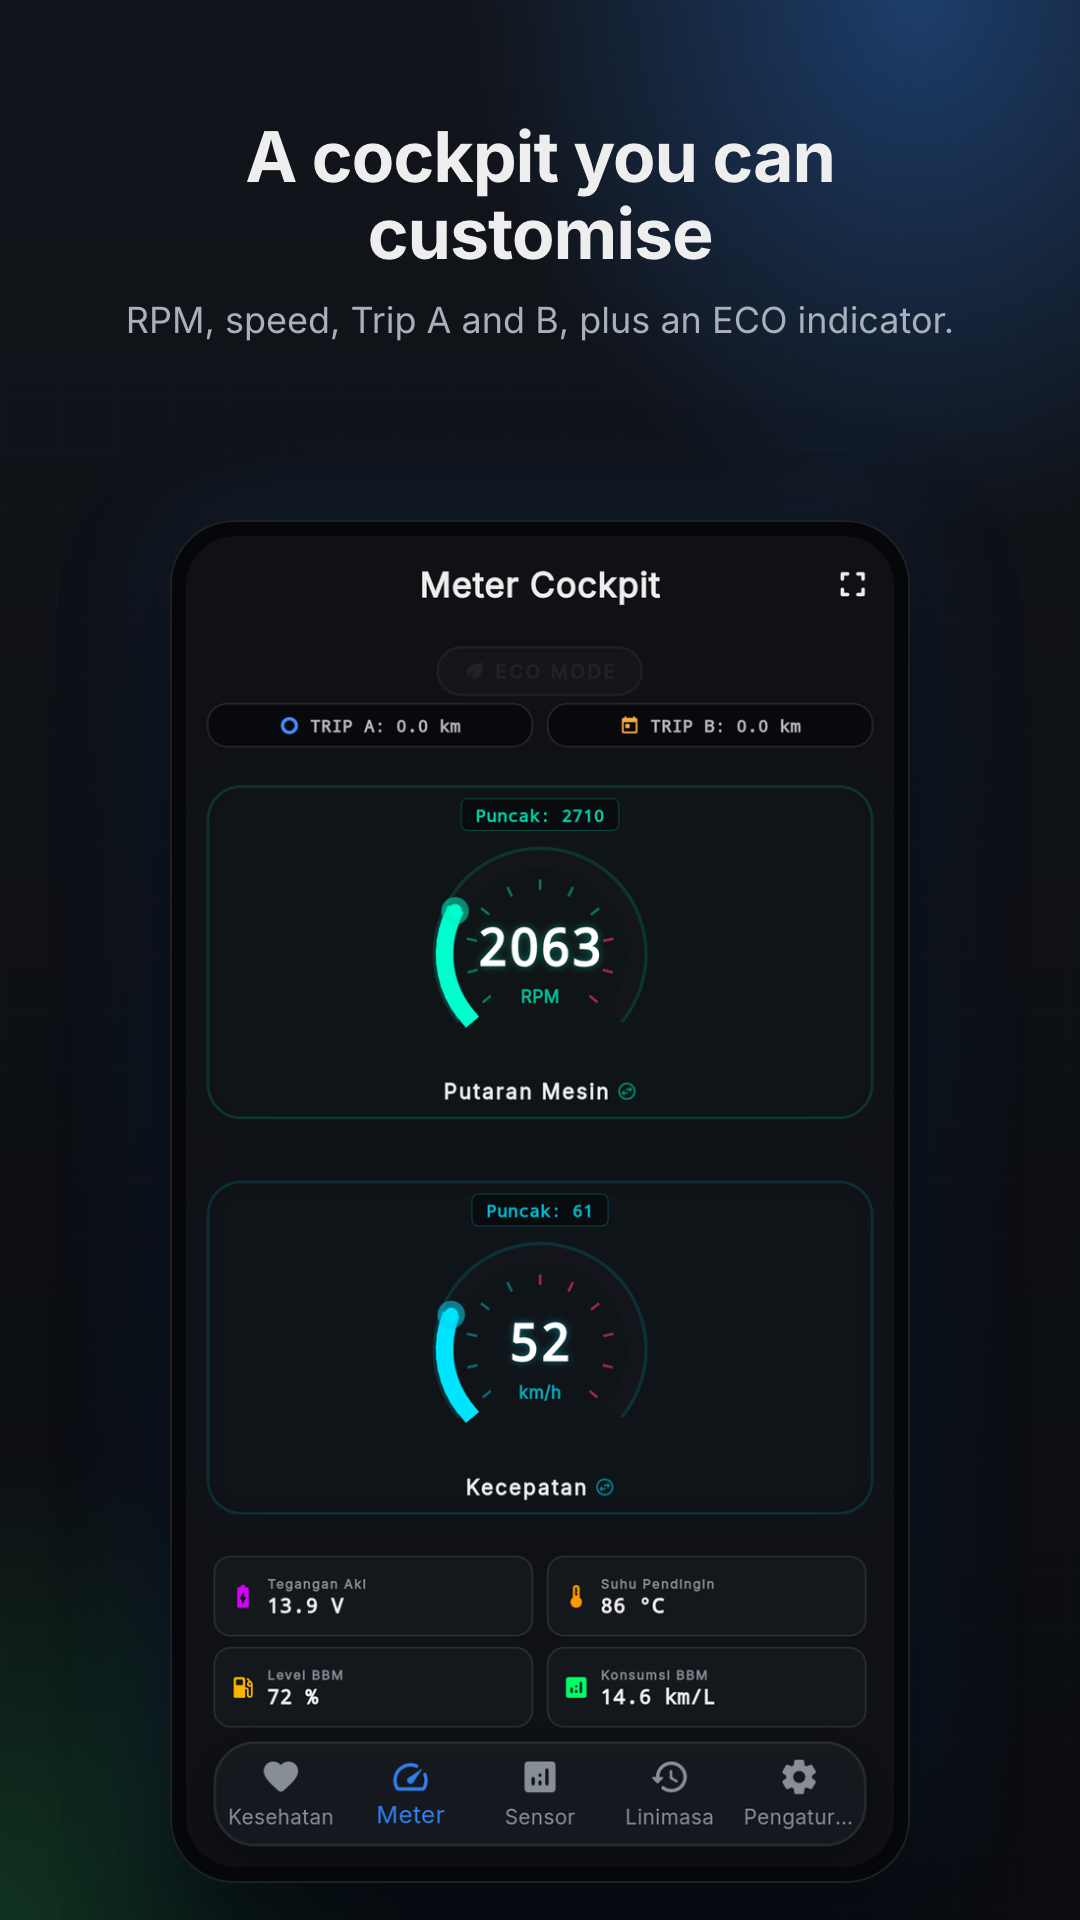 A cockpit you can
customise
RPM, speed, Trip A and B, plus an ECO indicator.
Meter Cockpit
ECO MODE
TRIP A: 0.0 km
TRIP B: 0.0 km
Puncak: 2710
2063
RPM
Putaran Mesin
Puncak: 61
52
km/h
Kecepatan
Tegangan Aki
13.9 V
Suhu Pendingin
86 °C
Level BBM
72 %
Konsumsi BBM
14.6 km/L
Kesehatan
Meter
Sensor
Linimasa
Pengatur...